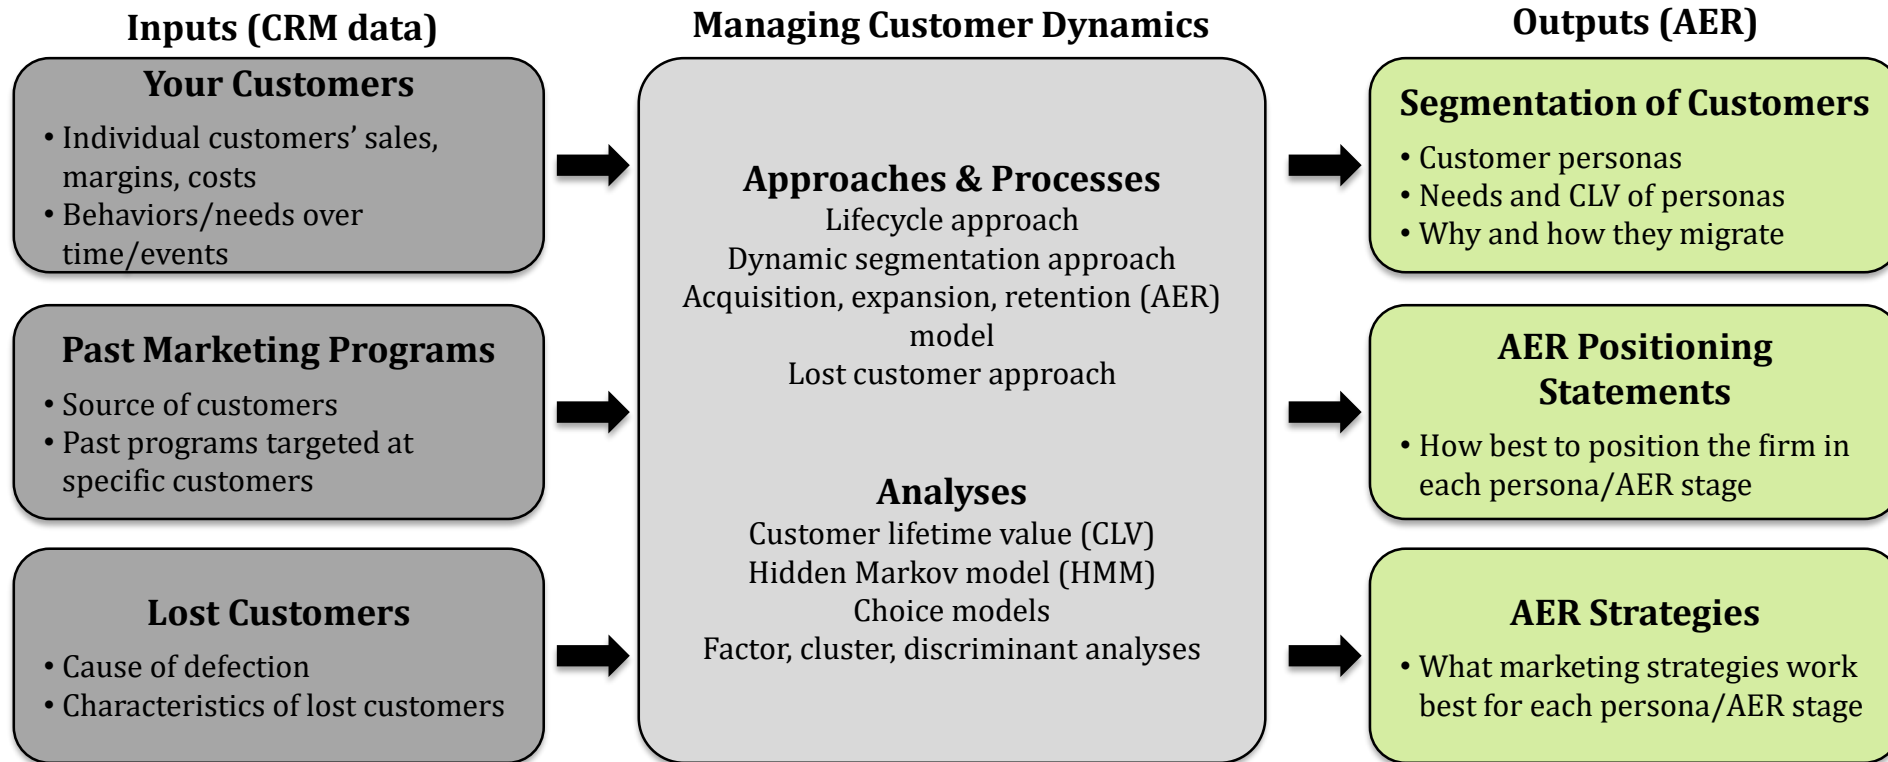 Inputs (CRM data)
Your Customers
• Individual customers’ sales,
margins, costs
• Behaviors/needs over
time/events
Past Marketing Programs
• Source of customers
• Past programs targeted at
specific customers
Lost Customers
• Cause of defection
• Characteristics of lost customers
Managing Customer Dynamics
Approaches & Processes
Lifecycle approach
Dynamic segmentation approach
Acquisition, expansion, retention (AER)
model
Lost customer approach
Analyses
Customer lifetime value (CLV)
Hidden Markov model (HMM)
Choice models
Factor, cluster, discriminant analyses
Outputs (AER)
Segmentation of Customers
• Customer personas
• Needs and CLV of personas
• Why and how they migrate
AER Positioning
Statements
• How best to position the firm in
each persona/AER stage
AER Strategies
• What marketing strategies work
best for each persona/AER stage